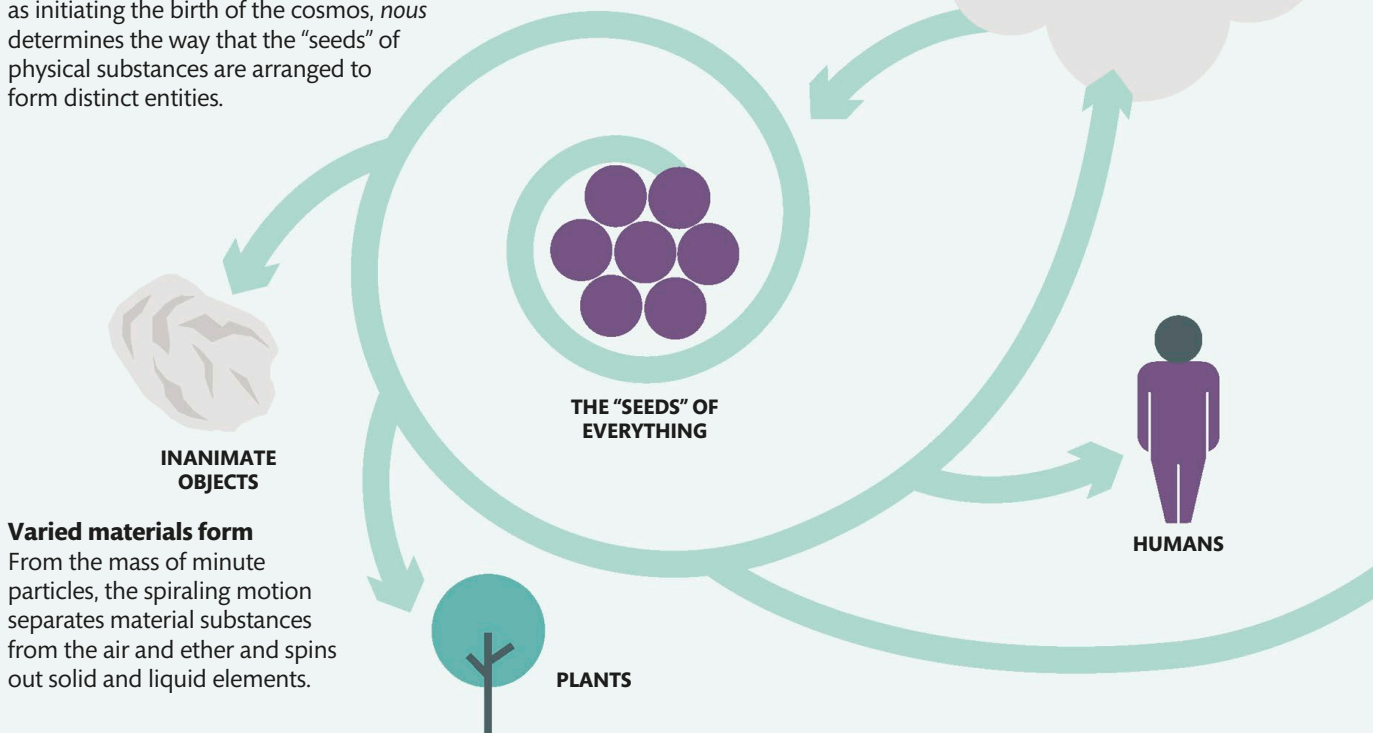 as initiating the birth of the cosmos, nous
determines the way that the “seeds” of
physical substances are arranged to
form distinct entities.
THE “SEEDS” OF
EVERYTHING
INANIMATE
OBJECTS
Varied materials form
From the mass of minute
particles, the spiraling motion
separates material substances
from the air and ether and spins
out solid and liquid elements.
HUMANS
PLANTS